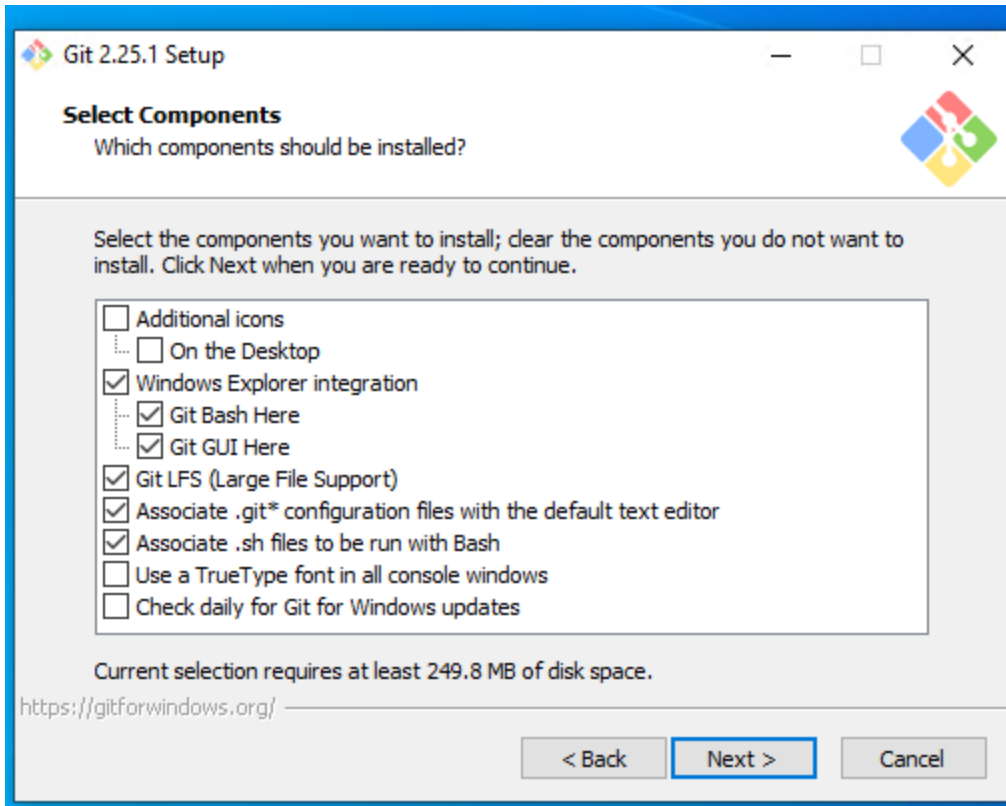 Git 2.25.1 Setup
Select Components
Which components should be installed?
Select the components you want to install; clear the components you do not want to
install. Click Next when you are ready to continue.
Additional icons
On the Desktop
Windows Explorer integration
Git Bash Here
Git GUI Here
Git LFS (Large File Support)
Associate .git* configuration files with the default text editor
Associate .sh files to be run with Bash
Use a TrueType font in all console windows
Check daily for Git for Windows updates
Current selection requires at least 249.8 MB of disk space.
https://gitforwindows.org/
< Back Next > Cancel